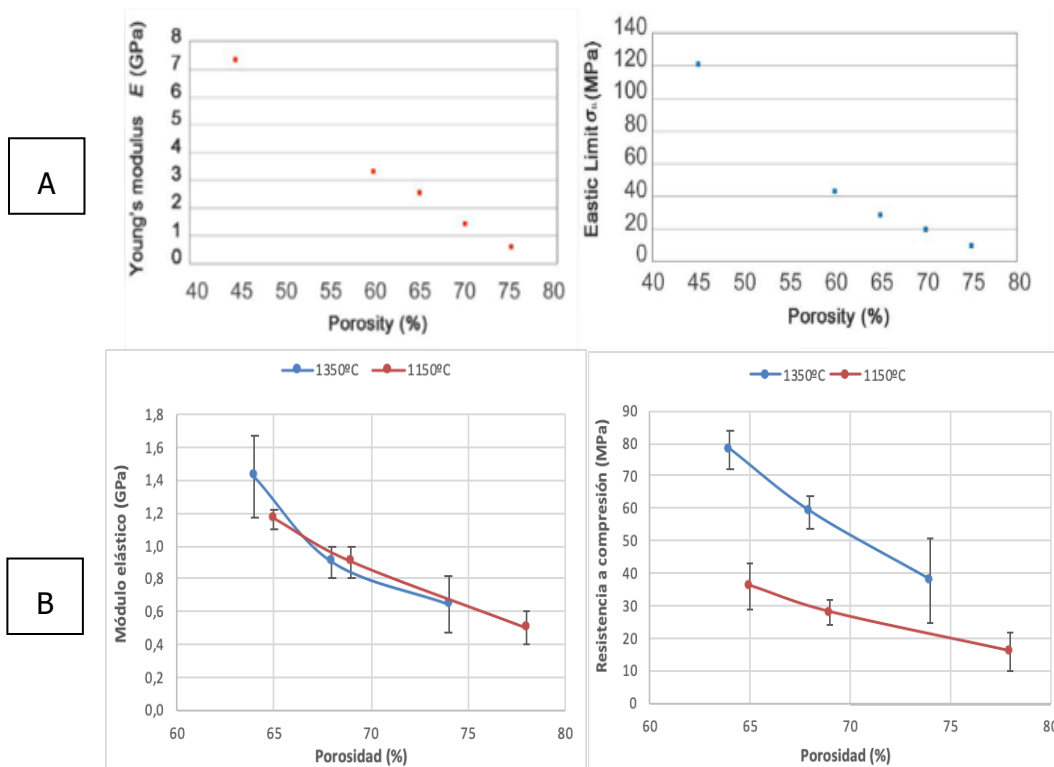 A
Young's modulus E (GPa)
8
7
6
5
4
3
2
1
0
40 45 50 55 60 65 70 75 80
Porosity (%)
Eastic Limit σ (MPa)
140
120
100
80
60
40
20
0
40 45 50 55 60 65 70 75 80
Porosity (%)
B
1350ºC 1150ºC
Módulo elástico (GPa)
1,8
1,6
1,4
1,2
1,0
0,8
0,6
0,4
0,2
0,0
60 65 70 75 80
Porosidad (%)
1350ºC 1150ºC
Resistencia a compresión (MPa)
90
80
70
60
50
40
30
20
10
0
60 65 70 75 80
Porosidad (%)